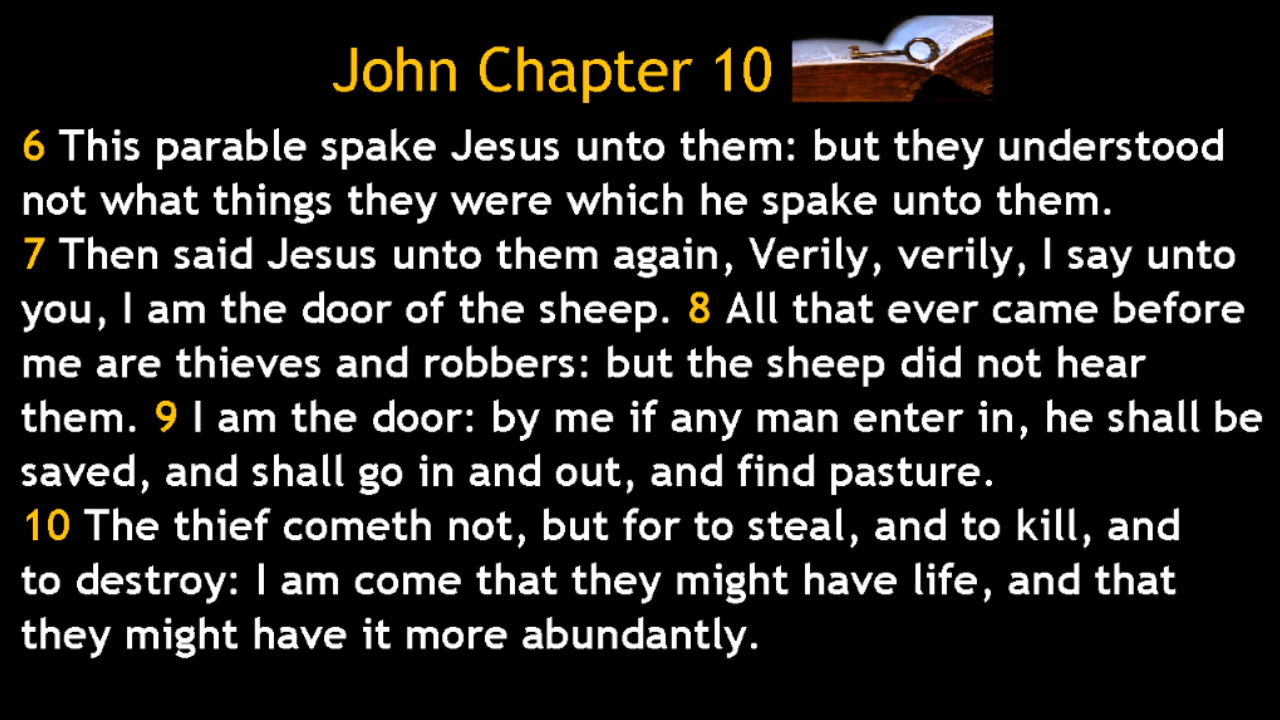 John Chapter 10
6 This parable spake Jesus unto them: but they understood
not what things they were which he spake unto them.
7 Then said Jesus unto them again, Verily, verily, I say unto
you, I am the door of the sheep. 8 All that ever came before
me are thieves and robbers: but the sheep did not hear
them. 9 I am the door: by me if any man enter in, he shall be
saved, and shall go in and out, and find pasture.
10 The thief cometh not, but for to steal, and to kill, and
to destroy: I am come that they might have life, and that
they might have it more abundantly.